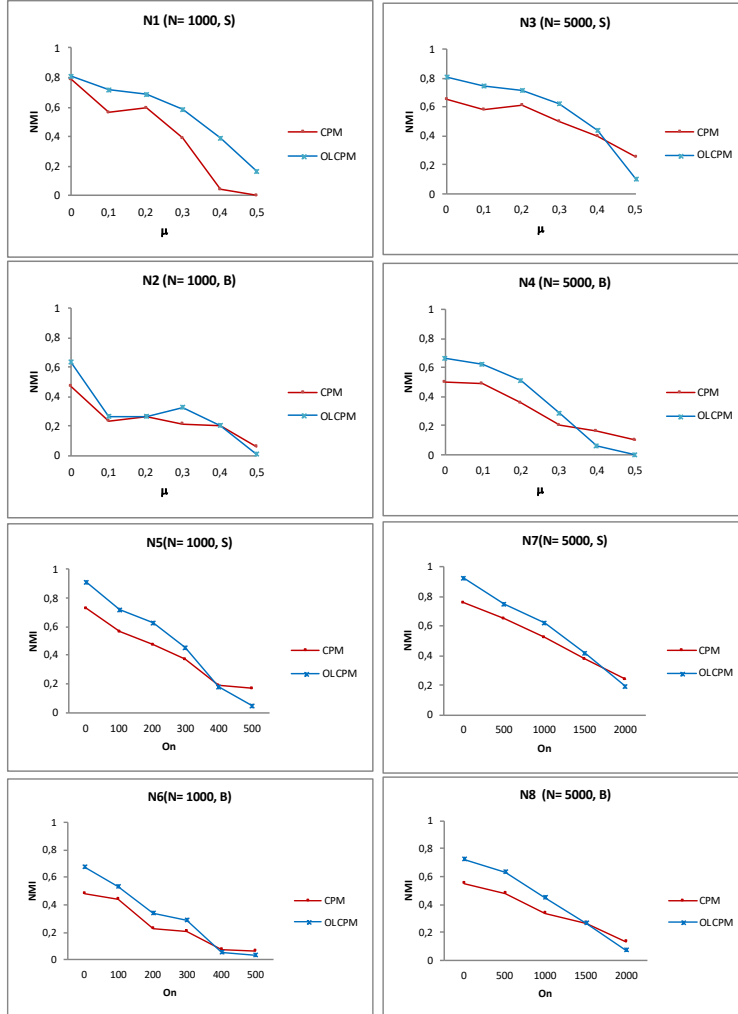 N1 (N= 1000, S)
1
0,8
0,6
0,4
0,2
0
NMI
0 0,1 0,2 0,3 0,4 0,5
μ
CPM
OLCPM
N3 (N= 5000, S)
1
0,8
0,6
0,4
0,2
0
NMI
0 0,1 0,2 0,3 0,4 0,5
μ
CPM
OLCPM
N2 (N= 1000, B)
1
0,8
0,6
0,4
0,2
0
NMI
0 0,1 0,2 0,3 0,4 0,5
μ
CPM
OLCPM
N4 (N= 5000, B)
1
0,8
0,6
0,4
0,2
0
NMI
0 0,1 0,2 0,3 0,4 0,5
μ
CPM
OLCPM
N5(N= 1000, S)
1
0,8
0,6
0,4
0,2
0
NMI
0 100 200 300 400 500
On
CPM
OLCPM
N7(N= 5000, S)
1
0,8
0,6
0,4
0,2
0
NMI
0 500 1000 1500 2000
On
CPM
OLCPM
N6(N= 1000, B)
1
0,8
0,6
0,4
0,2
0
NMI
0 100 200 300 400 500
On
CPM
OLCPM
N8 (N= 5000, B)
1
0,8
0,6
0,4
0,2
0
NMI
0 500 1000 1500 2000
On
CPM
OLCPM